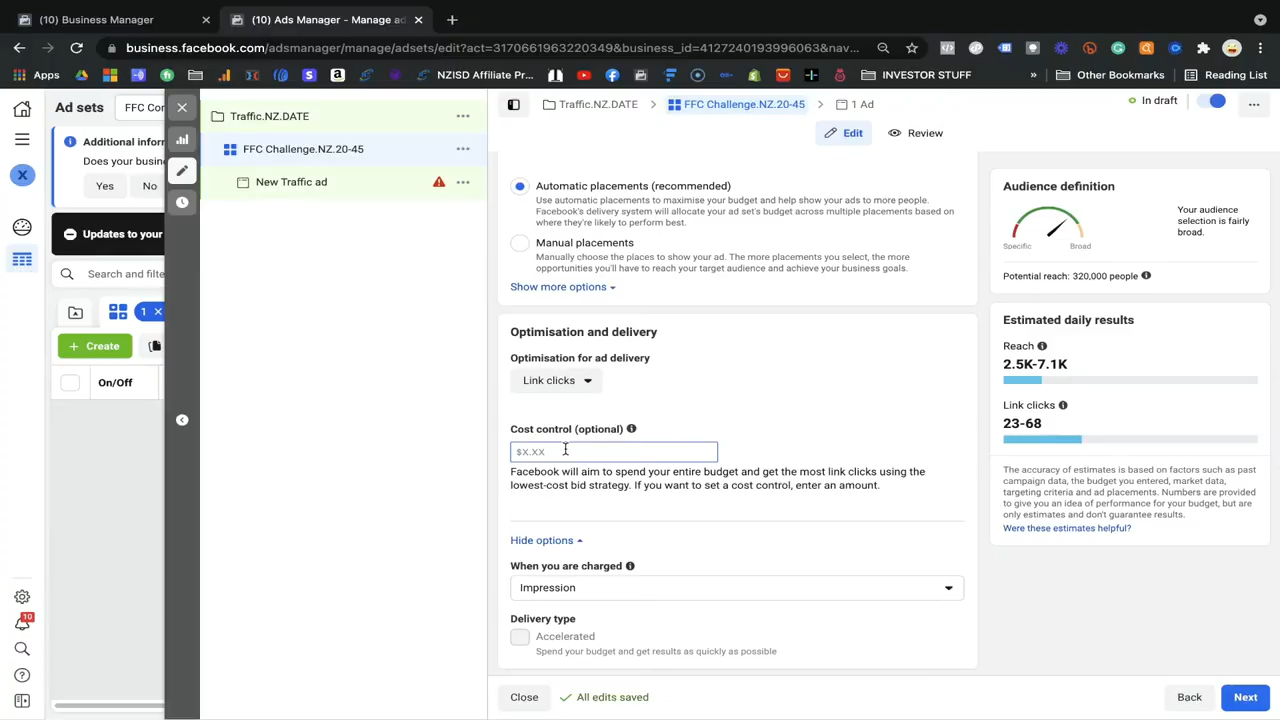 (10) Business Manager
(10) Ads Manager - Manage ad
business.facebook.com/adsmanager/manage/adsets/edit?act=3170661963220349&business_id=4127240193996063&nav...
Apps
NZISD Affiliate Pr...
INVESTOR STUFF
»
Other Bookmarks
Reading List
Ad sets
FFC Cor
Additional inforr
Does your busine
Yes
No
Updates to your
Search and filte
1
+ Create
On/Off
10
Traffic.NZ.DATE
FFC Challenge.NZ.20-45
New Traffic ad
Traffic.NZ.DATE
FFC Challenge.NZ.20-45
1 Ad
In draft
Edit
Review
Automatic placements (recommended)
Use automatic placements to maximise your budget and help show your ads to more people.
Facebook's delivery system will allocate your ad set's budget across multiple placements based on
where they're likely to perform best.
Manual placements
Manually choose the places to show your ad. The more placements you select, the more
opportunities you'll have to reach your target audience and achieve your business goals.
Show more options
Optimisation and delivery
Optimisation for ad delivery
Link clicks
Cost control (optional)
$X.XX
Facebook will aim to spend your entire budget and get the most link clicks using the
lowest-cost bid strategy. If you want to set a cost control, enter an amount.
Hide options
When you are charged
Impression
Delivery type
Accelerated
Spend your budget and get results as quickly as possible
Close
All edits saved
Back
Next
Audience definition
Specific
Broad
Your audience
selection is fairly
broad.
Potential reach: 320,000 people
Estimated daily results
Reach
2.5K-7.1K
Link clicks
23-68
The accuracy of estimates is based on factors such as past
campaign data, the budget you entered, market data,
targeting criteria and ad placements. Numbers are provided
to give you an idea of performance for your budget, but are
only estimates and don't guarantee results.
Were these estimates helpful?